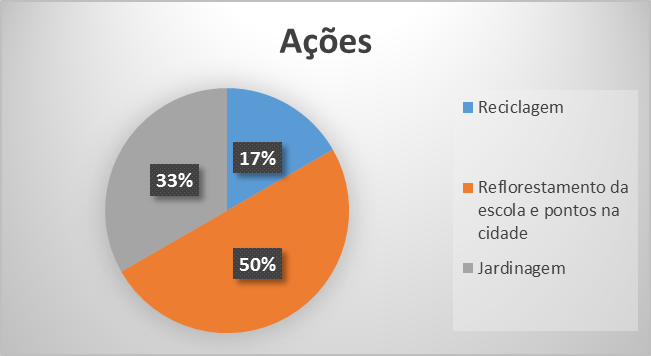 Ações
17%
33%
50%
Reciclagem
Reflorestamento da
escola e pontos na
cidade
Jardinagem